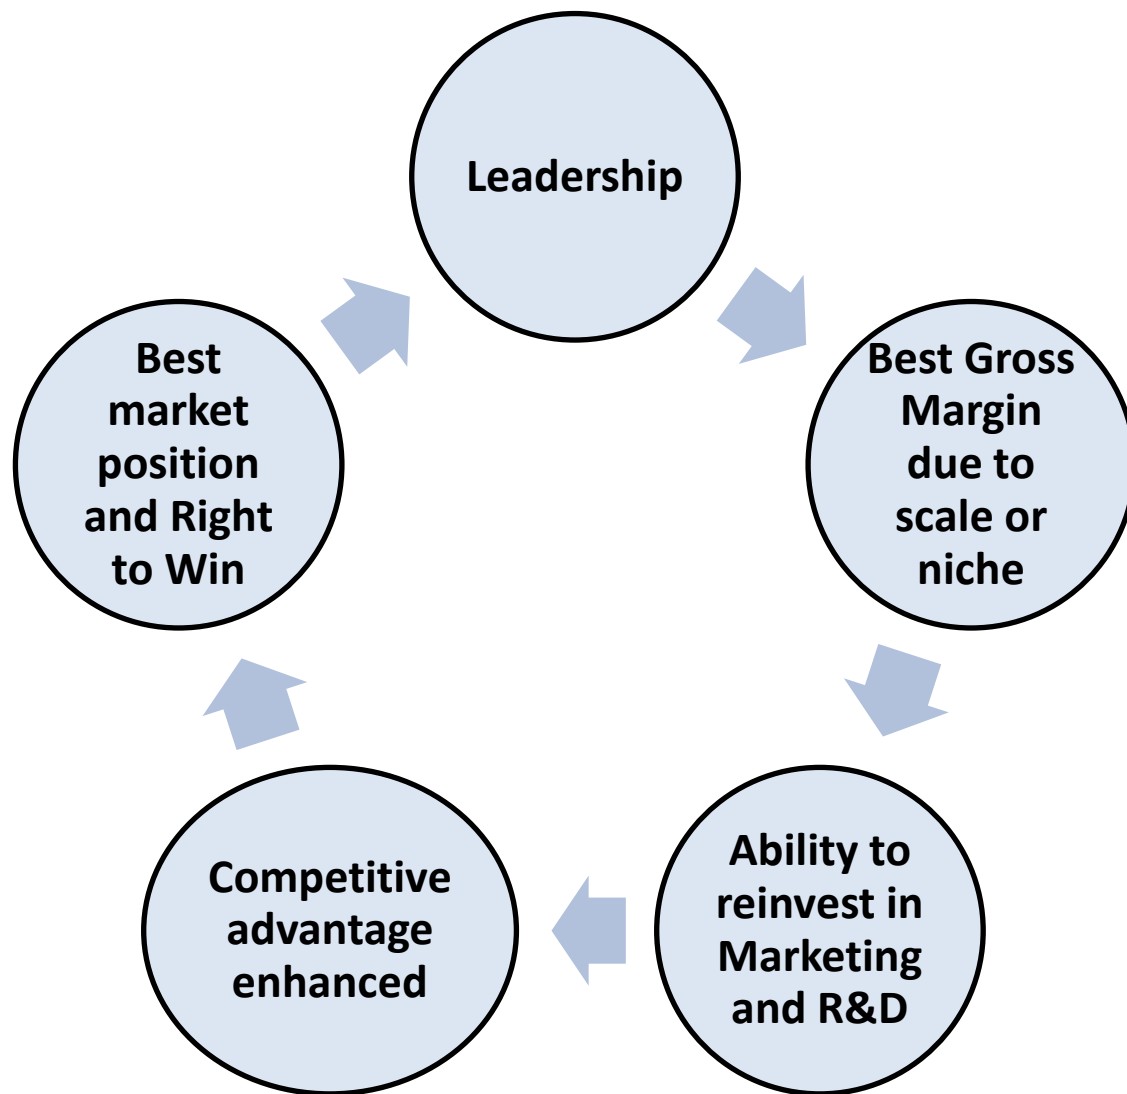 Leadership
Best Gross
Margin
due to
scale or
niche
Ability to
reinvest in
Marketing
and R&D
Competitive
advantage
enhanced
Best
market
position
and Right
to Win